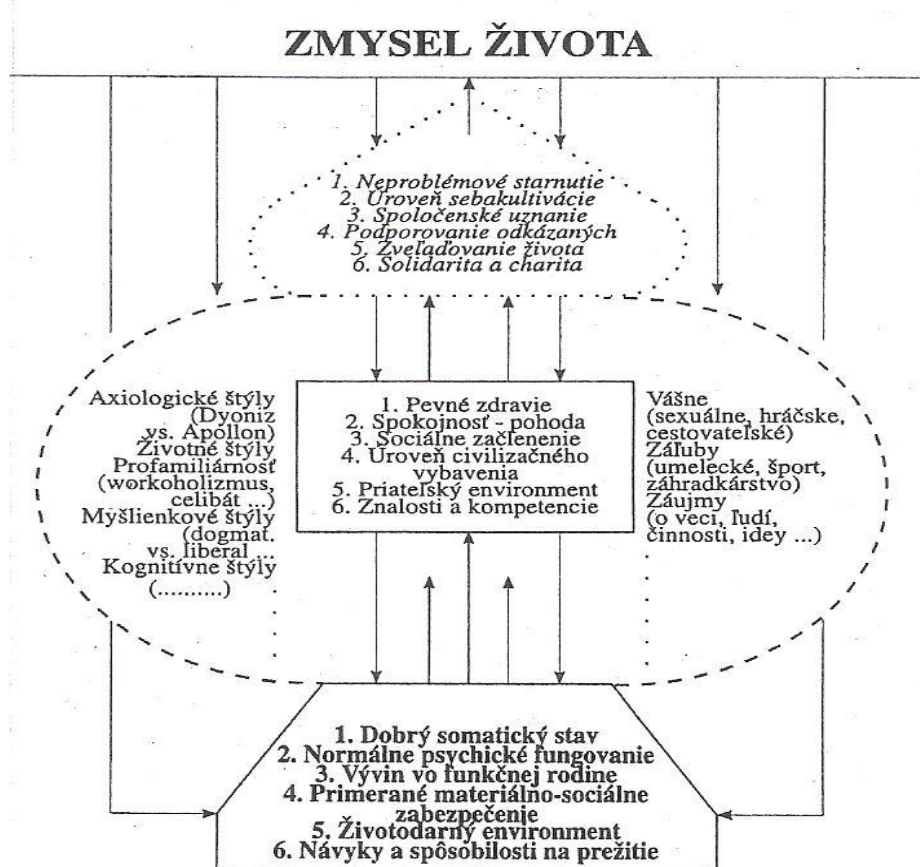 ZMYSEL ŽIVOTA
1. Neproblémové starnutie
2. Úroveň sebakultivácie
3. Spoločenské uznanie
4. Podporovanie odkázaných
5. Zveľaďovanie života
6. Solidarita a charita
Axiologické štýly
(Dyoniz
vs. Apollon)
Životné štýly
Profamiliárnosť
(workoholizmus,
celibát ...)
Myšlienkové štýly
(dogmat.
vs. liberal ...
Kognitívne štýly
(..........)
1. Pevné zdravie
2. Spokojnosť - pohoda
3. Sociálne začlenenie
4. Úroveň civilizačného
vybavenia
5. Priateľský environment
6. Znalosti a kompetencie
Vášne
(sexuálne, hráčske,
cestovateľské)
Záľuby
(umelecké, šport,
záhradkárstvo)
Záujmy
(o veci, ľudí,
činnosti, idey ...)
1. Dobrý somatický stav
2. Normálne psychické fungovanie
3. Vývin vo funkčnej rodine
4. Primerané materiálno-sociálne
zabezpečenie
5. Životodarný environment
6. Návyky a spôsobilosti na prežitie